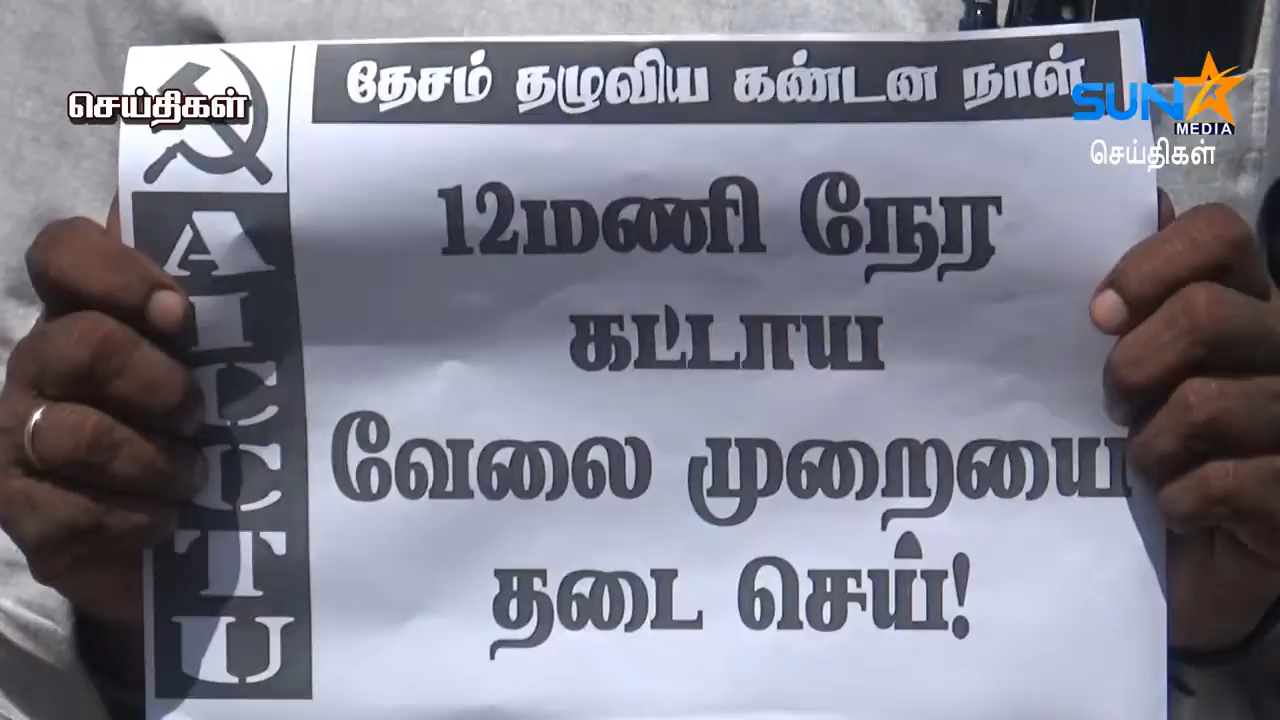 செய்திகள்
தேசம் தழுவிய கண்டன நாள்
SUN
MEDIA
செய்திகள்
AICCTU
12மணி நேர
கட்டாய
வேலை முறையை
தடை செய்!